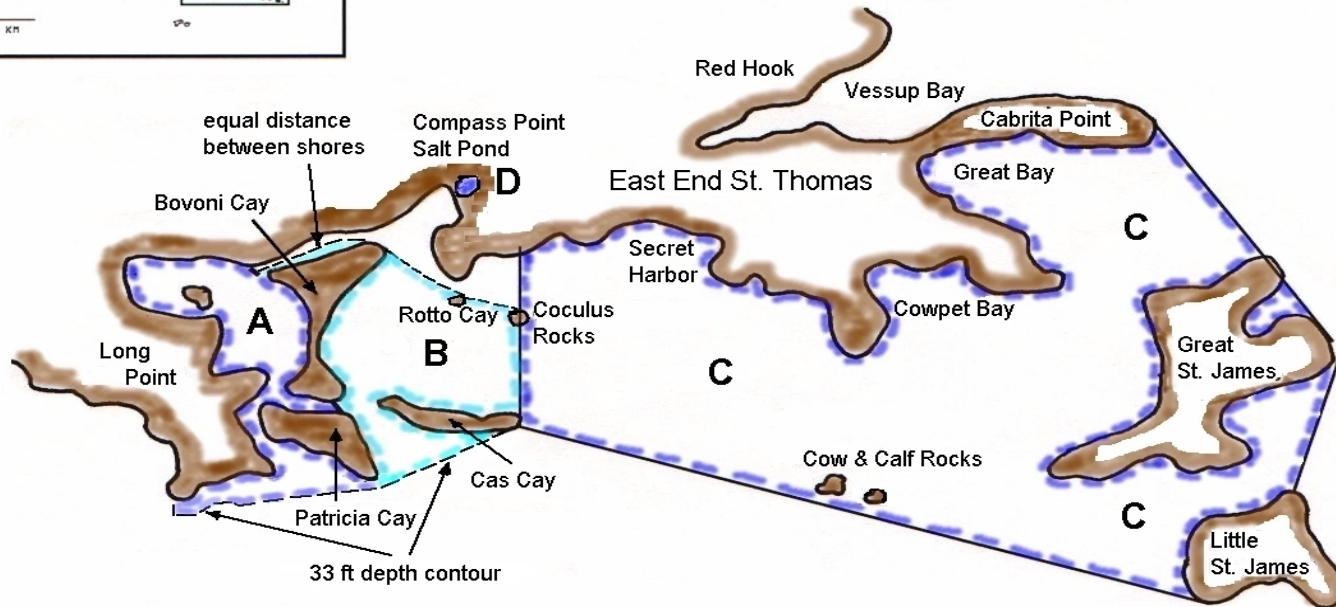 KM
Red Hook
Vessup Bay
Cabrita Point
equal distance
between shores
Compass Point
Salt Pond
D
East End St. Thomas
Great Bay
Bovoni Cay
C
Secret
Harbor
A
Rotto Cay
Coculus
Rocks
Cowpet Bay
B
Long
Point
C
Great
St. James
Cow & Calf Rocks
Cas Cay
Patricia Cay
C
33 ft depth contour
Little
St. James